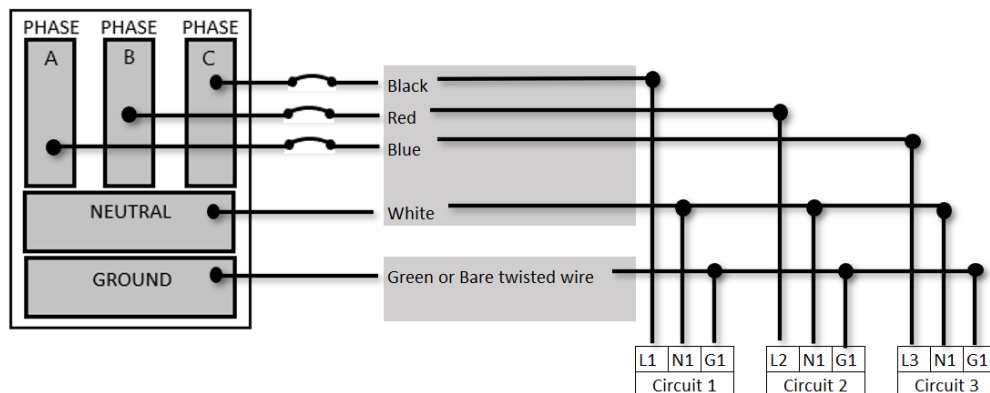 PHASE PHASE PHASE
A B C
Black
Red
Blue
NEUTRAL
White
GROUND
Green or Bare twisted wire
L1 N1 G1 L2 N1 G1 L3 N1 G1
Circuit 1 Circuit 2 Circuit 3